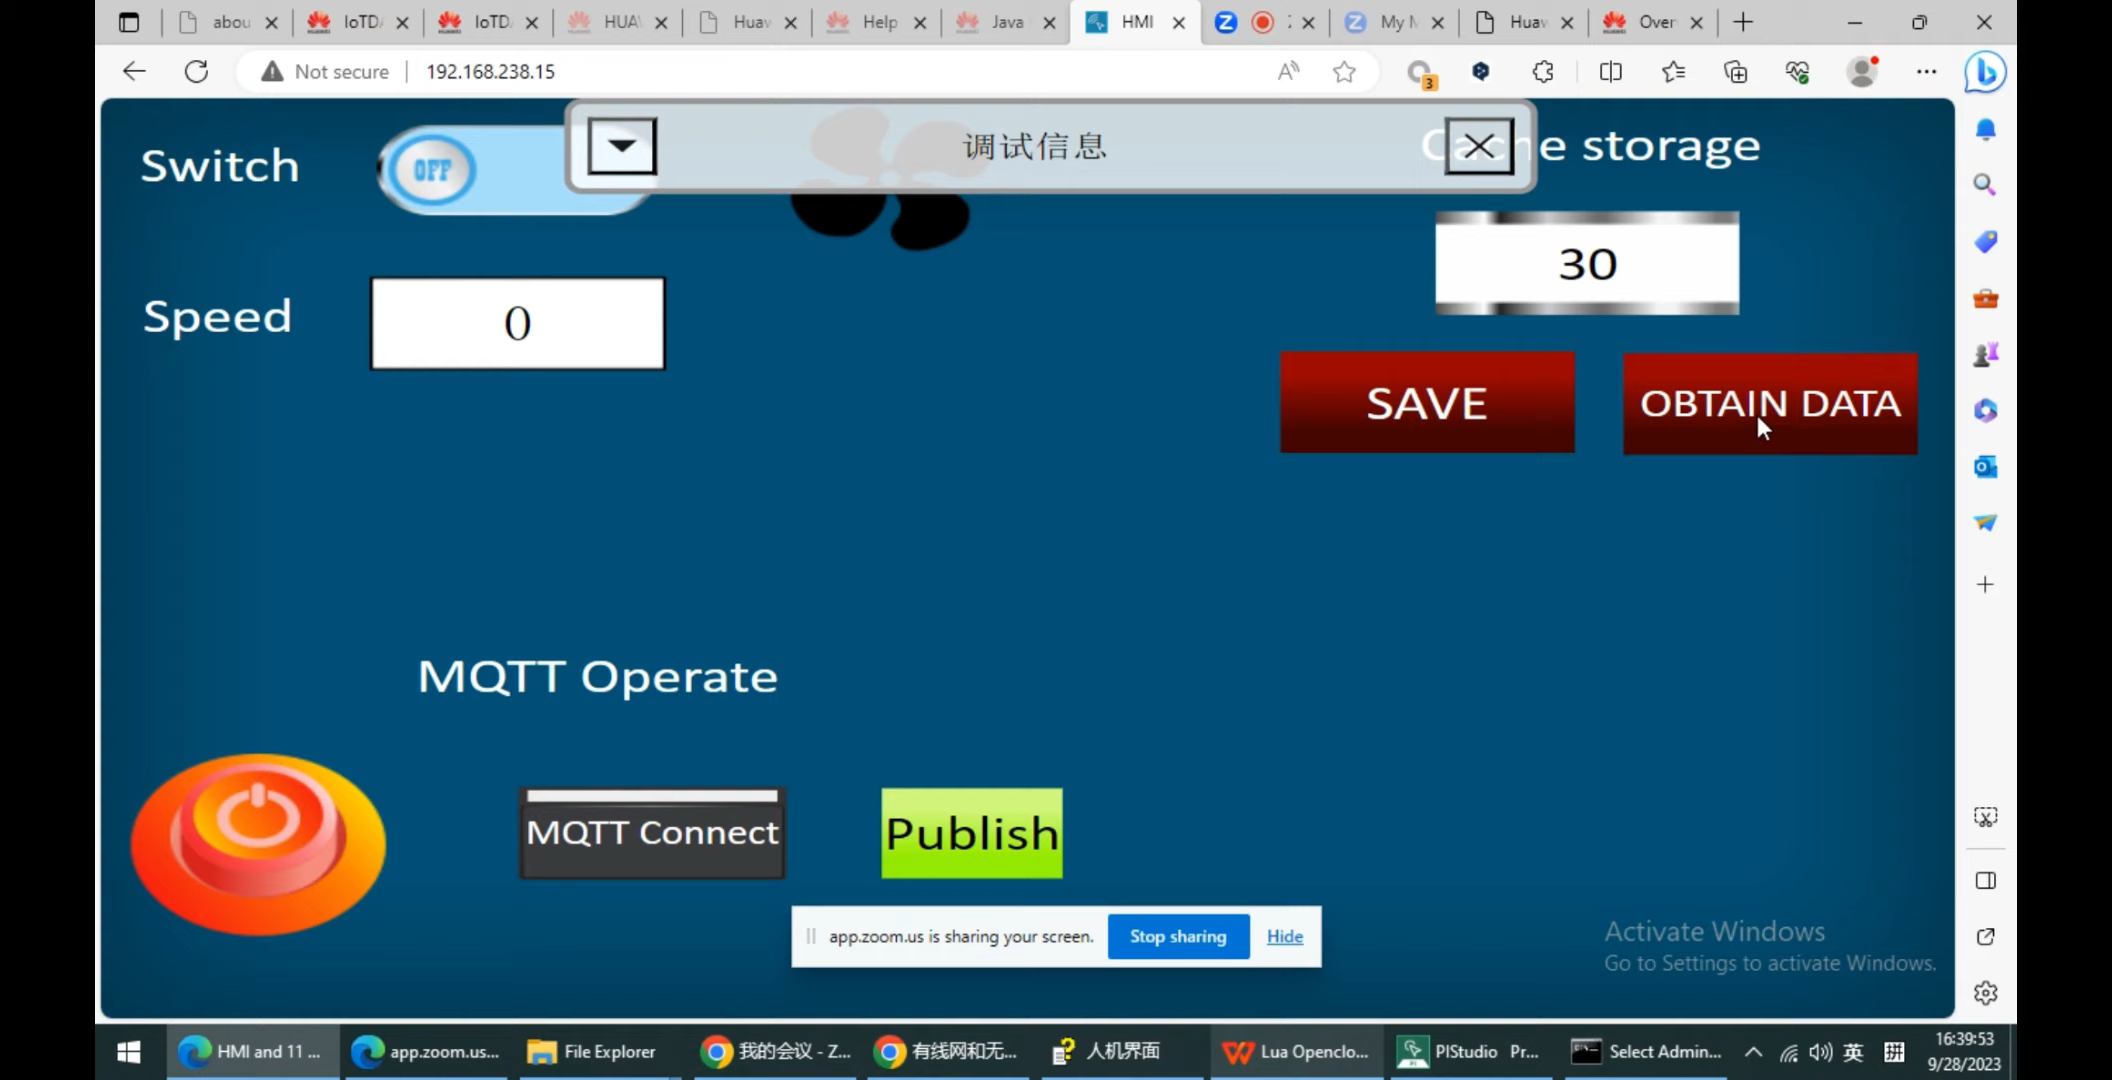 abou
IoTD
IoTD
HUA
Huav
Help
Java
HMI
My M
Huav
Over
Not secure
192.168.238.15
3
Switch
OFF
调试信息
e storage
30
Speed
0
SAVE
OBTAIN DATA
MQTT Operate
MQTT Connect
Publish
app.zoom.us is sharing your screen.
Stop sharing
Hide
Activate Windows
Go to Settings to activate Windows.
HMI and 11 ...
app.zoom.us...
File Explorer
我的会议 - Z...
有线网和无...
人机界面
Lua Openclo...
PIStudio Pr...
Select Admin...
英
拼
16:39:53
9/28/2023